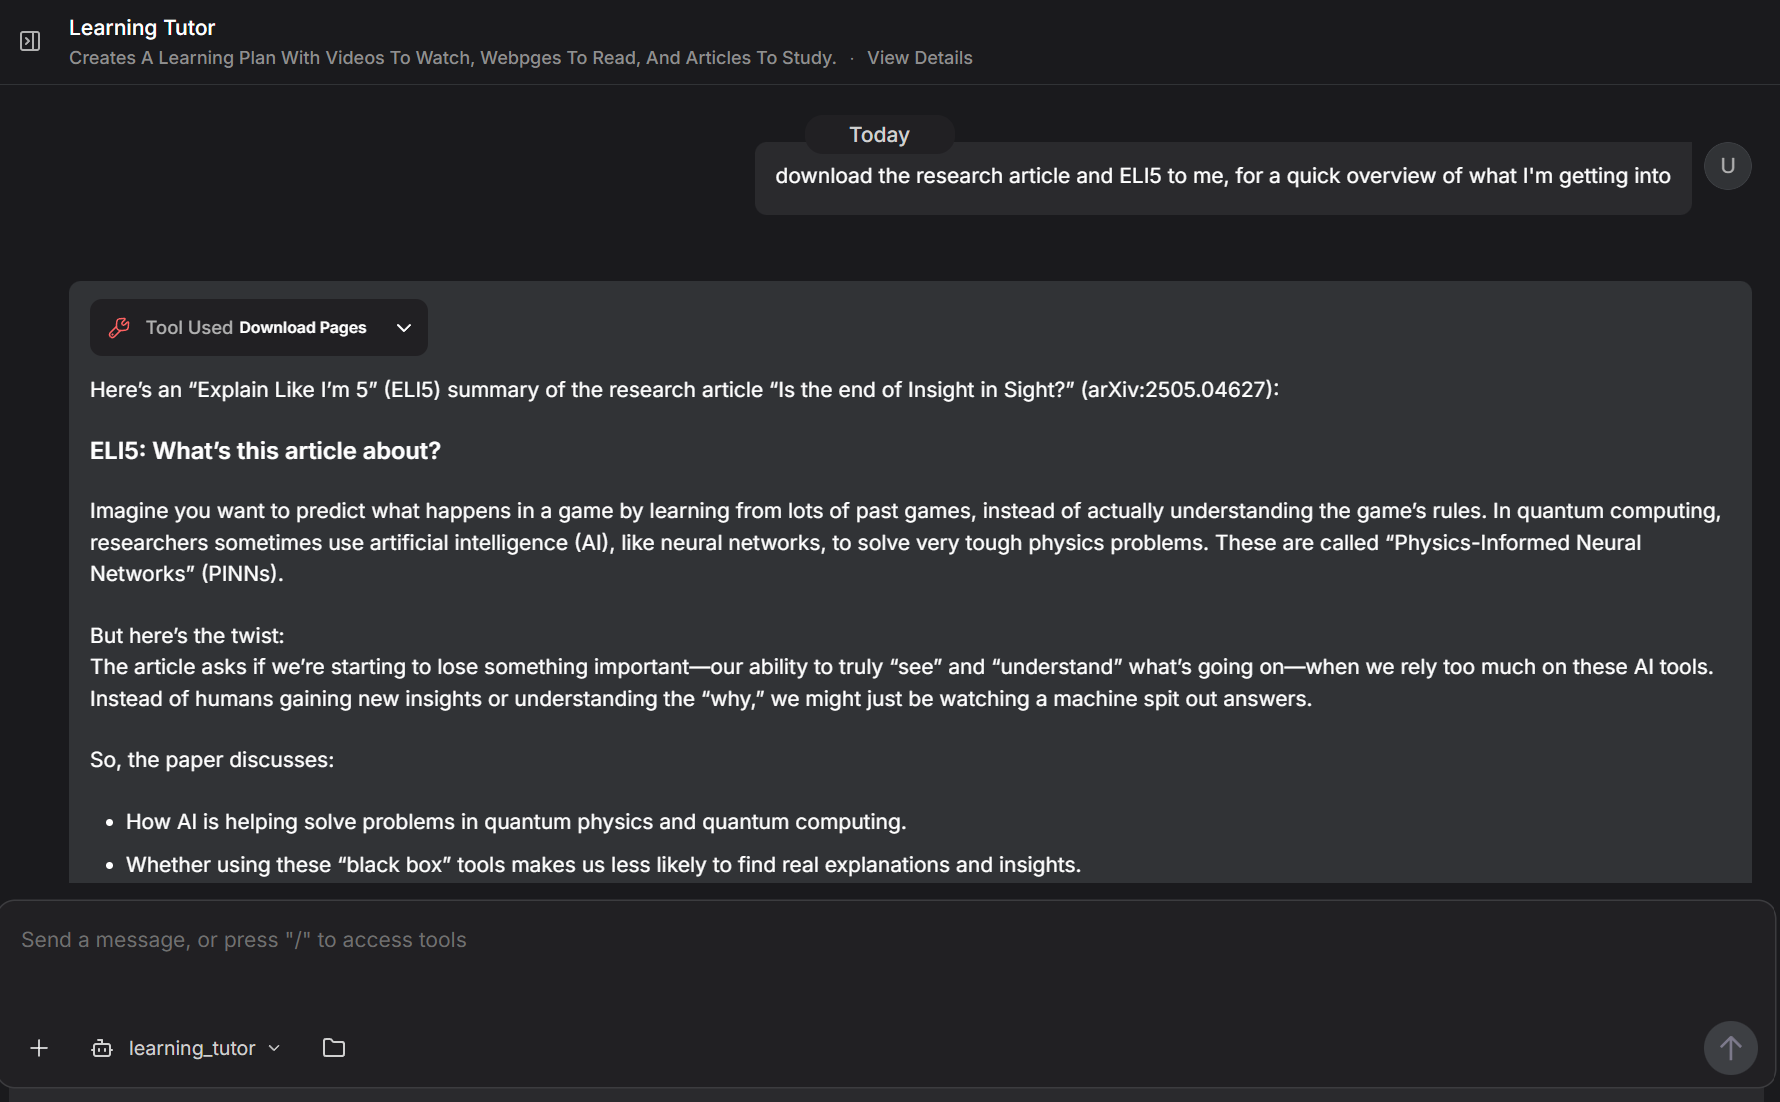 Learning Tutor
Creates A Learning Plan With Videos To Watch, Webpges To Read, And Articles To Study. · View Details
Today
download the research article and ELI5 to me, for a quick overview of what I'm getting into
U
Tool Used Download Pages
Here’s an “Explain Like I’m 5” (ELI5) summary of the research article “Is the end of Insight in Sight?” (arXiv:2505.04627):
ELI5: What’s this article about?
Imagine you want to predict what happens in a game by learning from lots of past games, instead of actually understanding the game’s rules. In quantum computing,
researchers sometimes use artificial intelligence (AI), like neural networks, to solve very tough physics problems. These are called “Physics-Informed Neural
Networks” (PINNs).
But here’s the twist:
The article asks if we’re starting to lose something important—our ability to truly “see” and “understand” what’s going on—when we rely too much on these AI tools.
Instead of humans gaining new insights or understanding the “why,” we might just be watching a machine spit out answers.
So, the paper discusses:
• How AI is helping solve problems in quantum physics and quantum computing.
• Whether using these “black box” tools makes us less likely to find real explanations and insights.
Send a message, or press "/" to access tools
learning_tutor